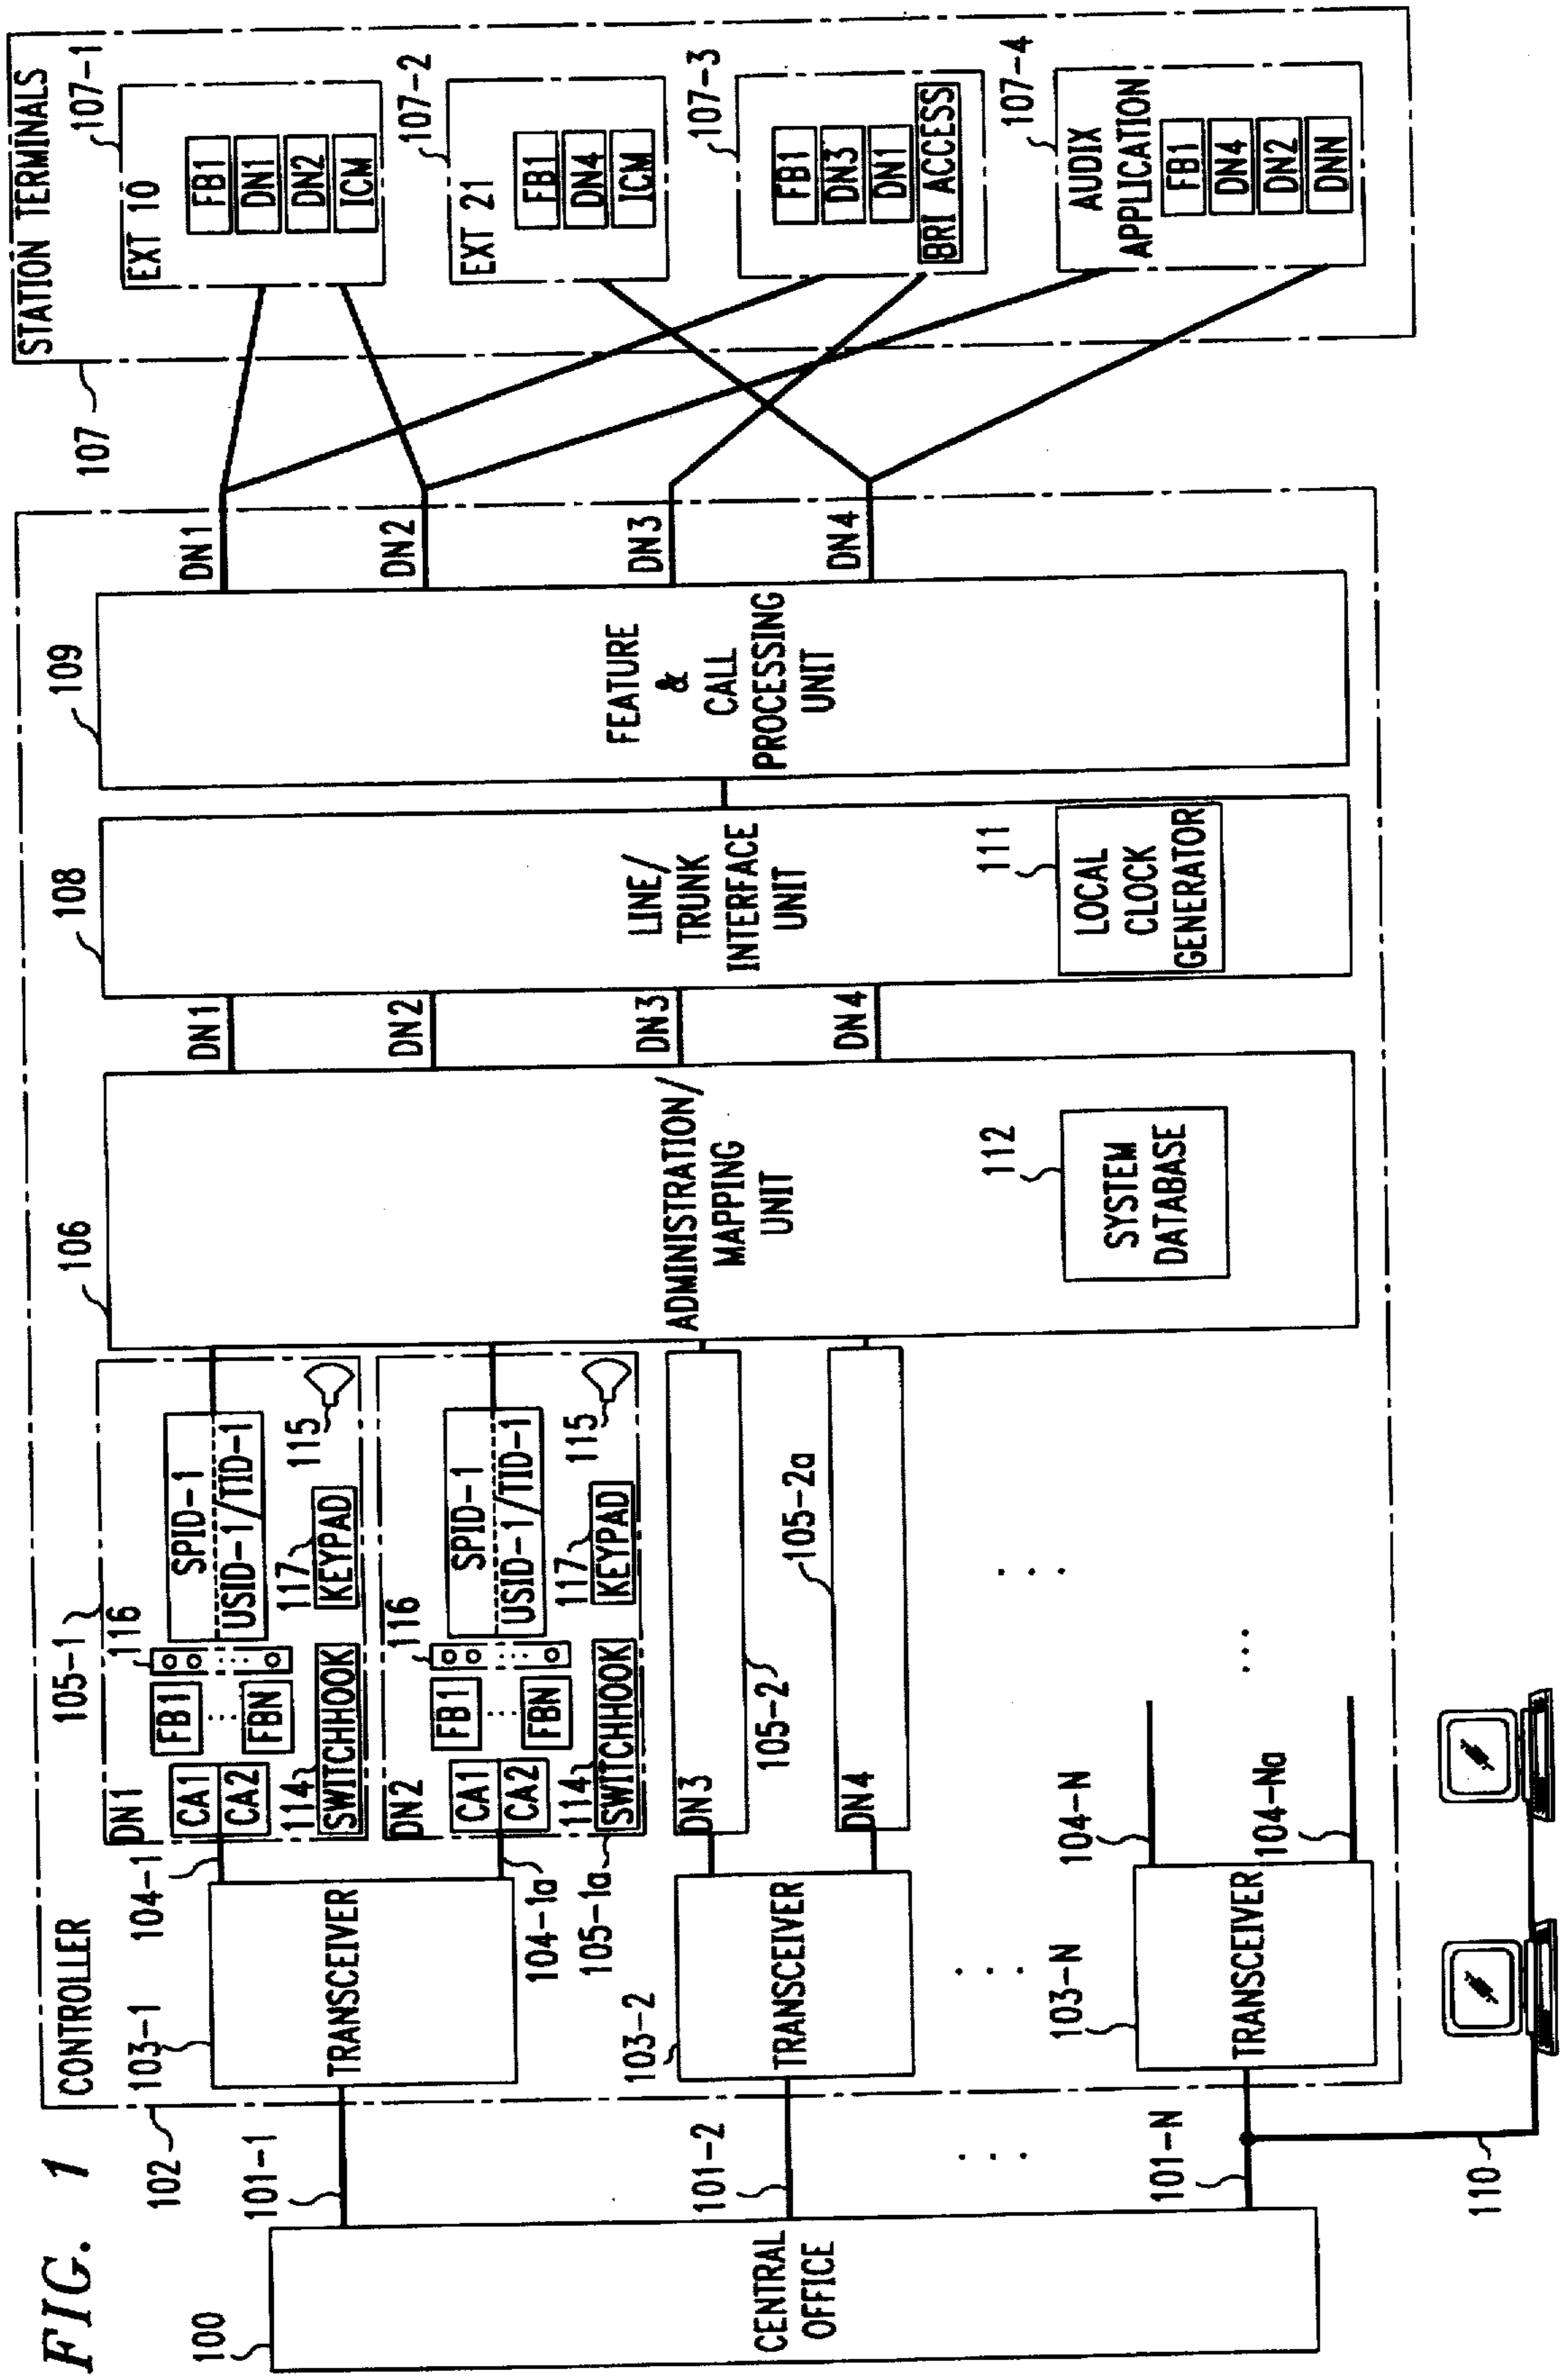 FIG. 1
100
CENTRAL
OFFICE
101-1
101-2
101-N
110
102
CONTROLLER
103-1
TRANSCEIVER
103-2
TRANSCEIVER
103-N
TRANSCEIVER
104-1
104-1a
105-1a
104-N
104-Na
105-1
DN1
CA1
CA2
FB1
FBN
116
SPID-1
USID-1/TID-1
114
SWITCHHOOK
117
KEYPAD
115
DN2
CA1
CA2
FB1
FBN
116
SPID-1
USID-1/TID-1
114
SWITCHHOOK
117
KEYPAD
115
DN3
105-2
DN4
105-2a
106
ADMINISTRATION/
MAPPING
UNIT
112
SYSTEM
DATABASE
DN1
DN2
DN3
DN4
108
LINE/
TRUNK
INTERFACE
UNIT
111
LOCAL
CLOCK
GENERATOR
109
FEATURE
&
CALL
PROCESSING
UNIT
DN1
DN2
DN3
DN4
107
STATION TERMINALS
107-1
EXT 10
FB1
DN1
DN2
ICM
107-2
EXT 21
FB1
DN4
ICM
107-3
FB1
DN3
DN1
BRI ACCESS
107-4
AUDIX
APPLICATION
FB1
DN4
DN2
DNN